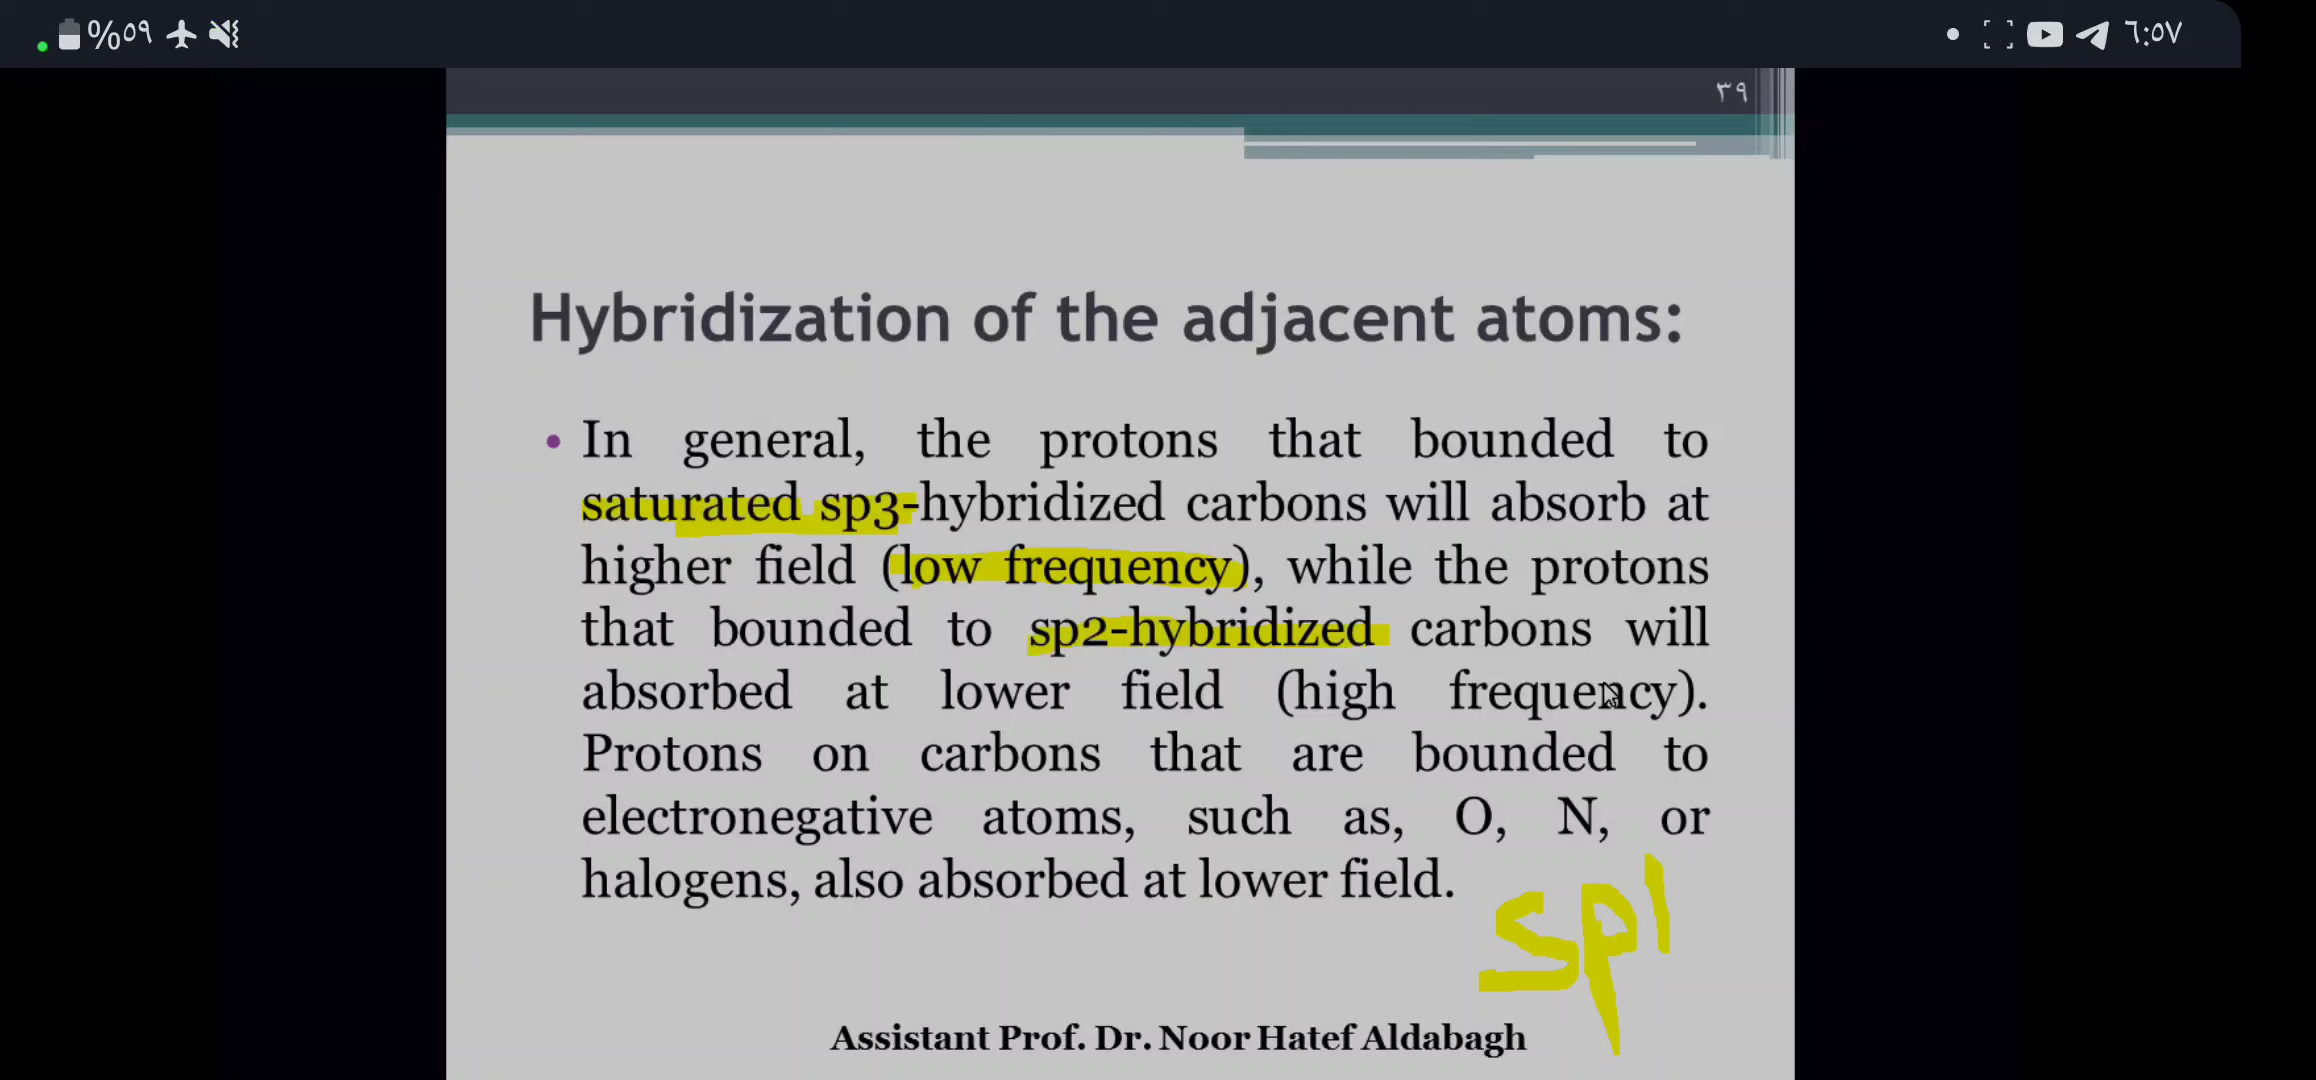 %٥٩
٦:٥٧
٣٩
Hybridization of the adjacent atoms:
• In general, the protons that bounded to
saturated sp3-hybridized carbons will absorb at
higher field (low frequency), while the protons
that bounded to sp2-hybridized carbons will
absorbed at lower field (high frequency).
Protons on carbons that are bounded to
electronegative atoms, such as, O, N, or
halogens, also absorbed at lower field.
sp1
Assistant Prof. Dr. Noor Hatef Aldabagh